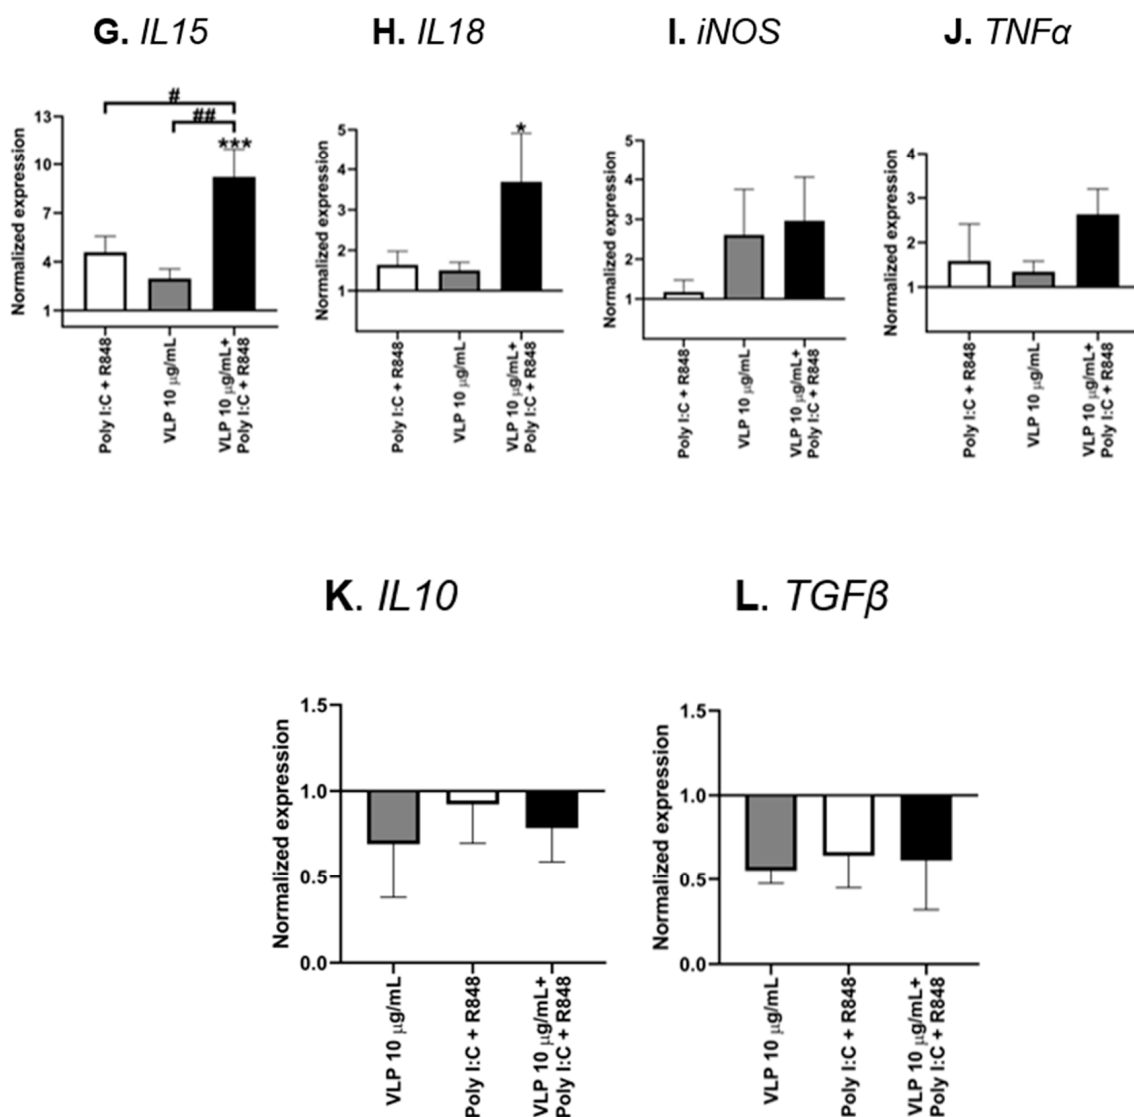 G. IL15
H. IL18
I. iNOS
J. TNFα
#
##
***
*
Normalized expression
13
10
7
4
1
Poly I:C + R848
VLP 10 µg/mL
VLP 10 µg/mL+
Poly I:C + R848
Normalized expression
5
4
3
2
1
Poly I:C + R848
VLP 10 µg/mL
VLP 10 µg/mL+
Poly I:C + R848
Normalized expression
5
4
3
2
1
Poly I:C + R848
VLP 10 µg/mL
VLP 10 µg/mL+
Poly I:C + R848
Normalized expression
4
3
2
1
Poly I:C + R848
VLP 10 µg/mL
VLP 10 µg/mL+
Poly I:C + R848
K. IL10
L. TGFβ
Normalized expression
1.5
1.0
0.5
0.0
VLP 10 µg/mL
Poly I:C + R848
VLP 10 µg/mL+
Poly I:C + R848
Normalized expression
1.5
1.0
0.5
0.0
VLP 10 µg/mL
Poly I:C + R848
VLP 10 µg/mL+
Poly I:C + R848